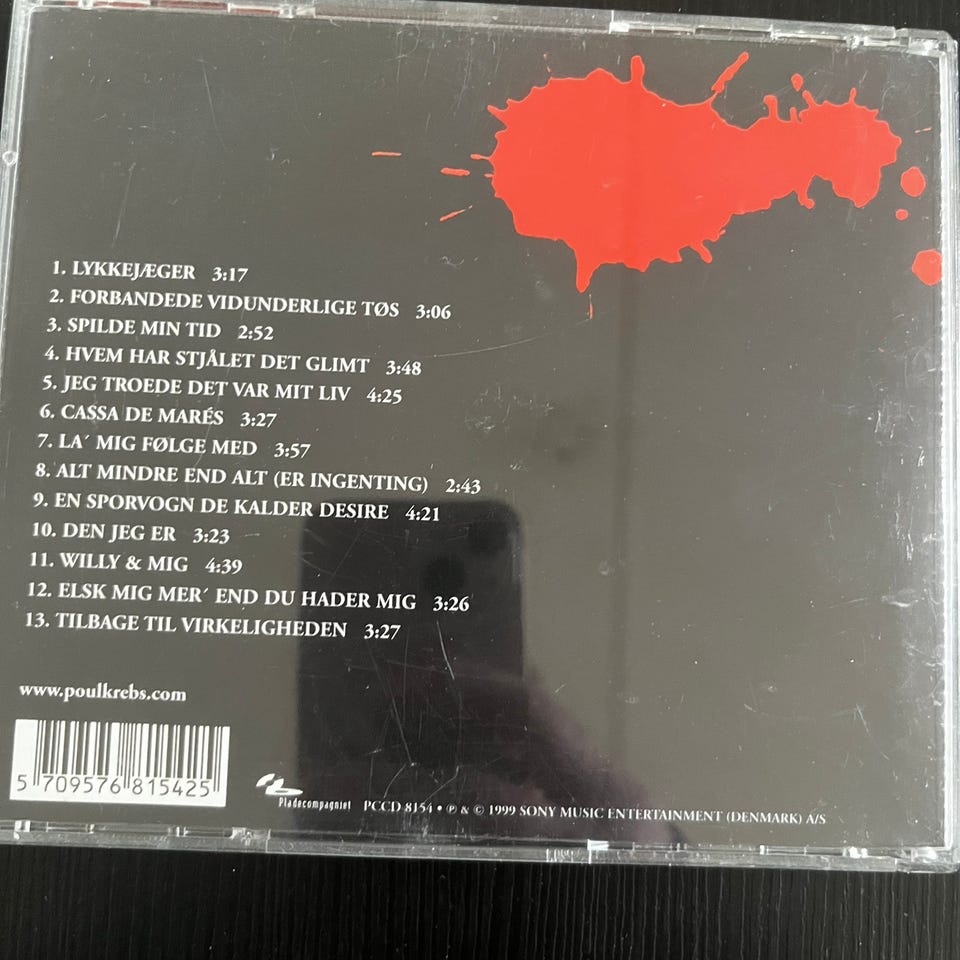 1. LYKKEJÆGER 3:17
2. FORBANDEDE VIDUNDERLIGE TØS 3:06
3. SPILDE MIN TID 2:52
4. HVEM HAR STJÅLET DET GLIMT 3:48
5. JEG TROEDE DET VAR MIT LIV 4:25
6. CASSA DE MARÉS 3:27
7. LA´ MIG FØLGE MED 3:57
8. ALT MINDRE END ALT (ER INGENTING) 2:43
9. EN SPORVOGN DE KALDER DESIRE 4:21
10. DEN JEG ER 3:23
11. WILLY & MIG 4:39
12. ELSK MIG MER´ END DU HADER MIG 3:26
13. TILBAGE TIL VIRKELIGHEDEN 3:27
www.poulkrebs.com
5 709576 815425
Pladecompagniet PCCD 8154 • ℗ & © 1999 SONY MUSIC ENTERTAINMENT (DENMARK) A/S